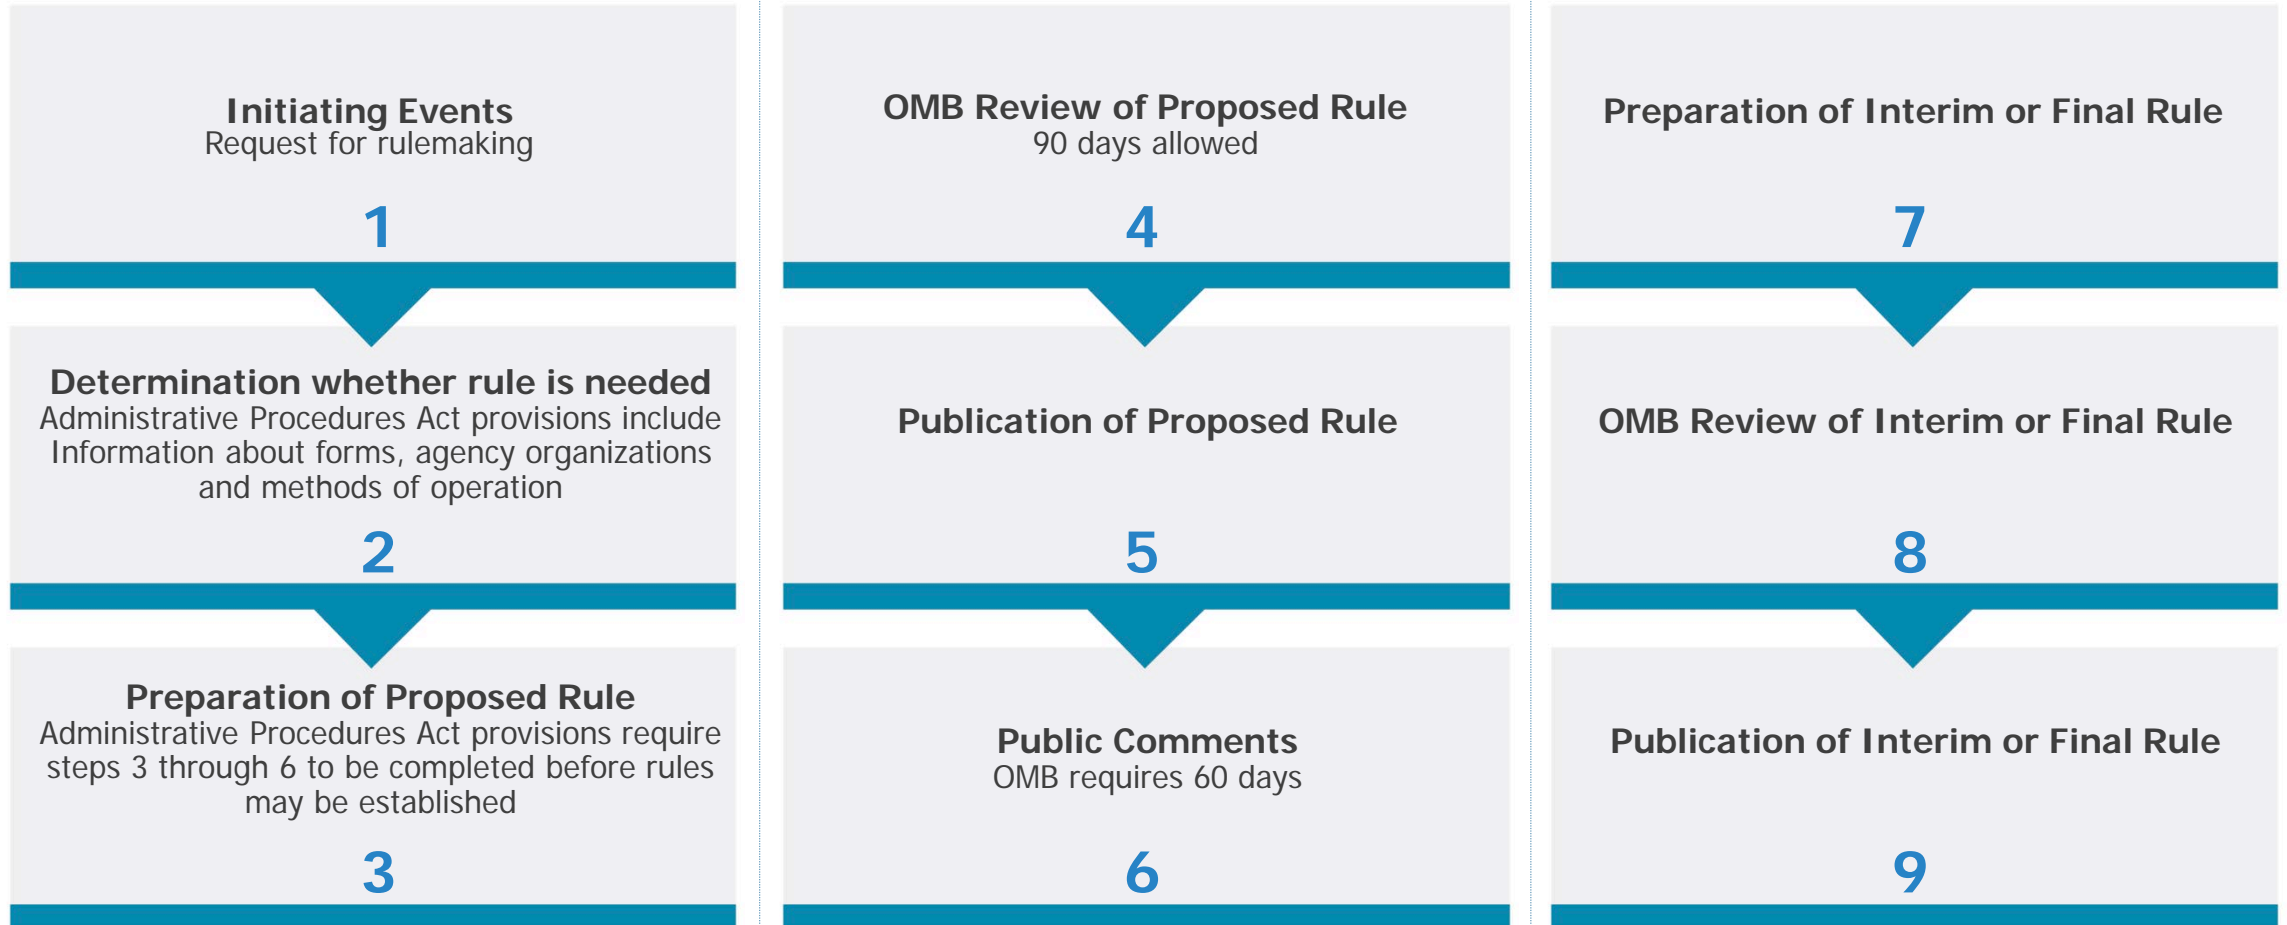 Initiating Events
Request for rulemaking
1
Determination whether rule is needed
Administrative Procedures Act provisions include
Information about forms, agency organizations
and methods of operation
2
Preparation of Proposed Rule
Administrative Procedures Act provisions require
steps 3 through 6 to be completed before rules
may be established
3
OMB Review of Proposed Rule
90 days allowed
4
Publication of Proposed Rule
5
Public Comments
OMB requires 60 days
6
Preparation of Interim or Final Rule
7
OMB Review of Interim or Final Rule
8
Publication of Interim or Final Rule
9